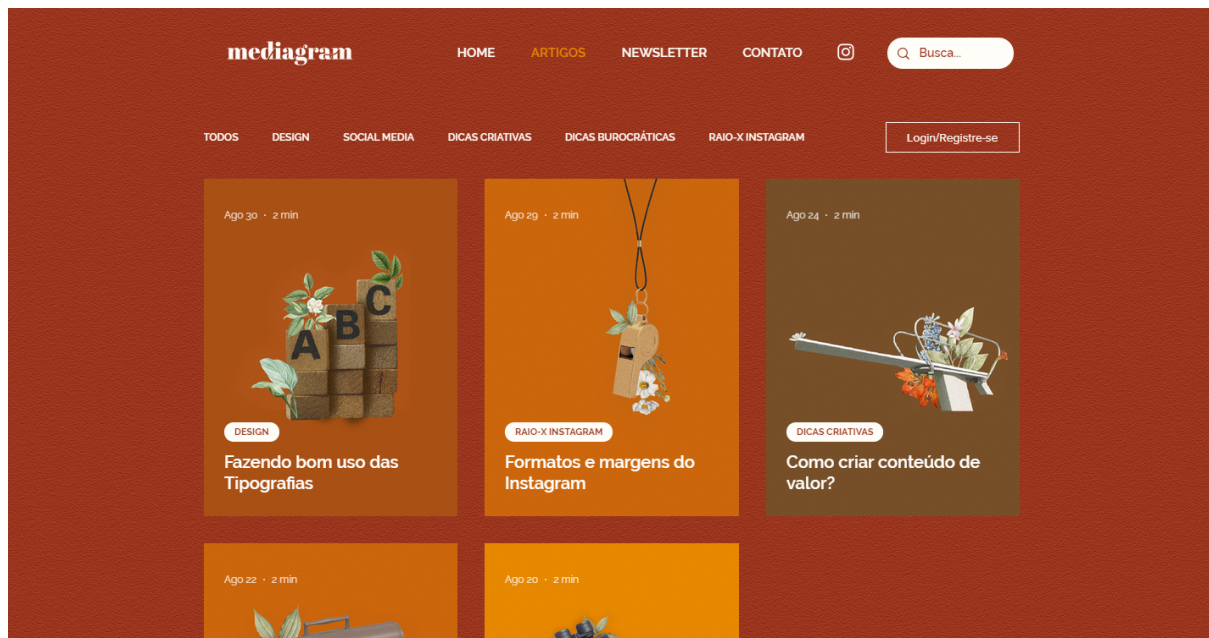 mediagram
HOME ARTIGOS NEWSLETTER CONTATO Busca...
TODOS DESIGN SOCIAL MEDIA DICAS CRIATIVAS DICAS BUROCRÁTICAS RAIO-X INSTAGRAM Login/Registre-se
Ago 30 · 2 min
A B C
DESIGN
Fazendo bom uso das
Tipografias
Ago 29 · 2 min
RAIO-X INSTAGRAM
Formatos e margens do
Instagram
Ago 24 · 2 min
DICAS CRIATIVAS
Como criar conteúdo de
valor?
Ago 22 · 2 min
Ago 20 · 2 min